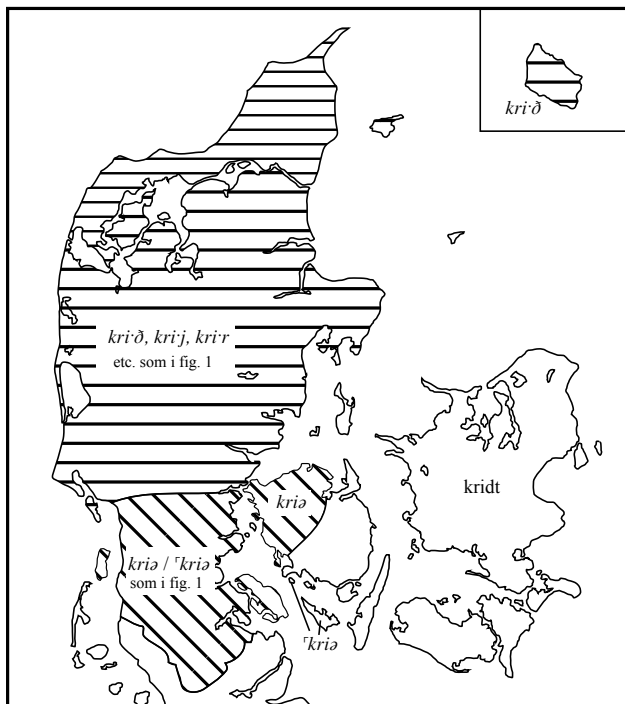 kri·ð
kri·ð, kri·j, kri·r
etc. som i fig. 1
kridt
kriə
kriə / ⸢kriə
som i fig. 1
⸢kriə